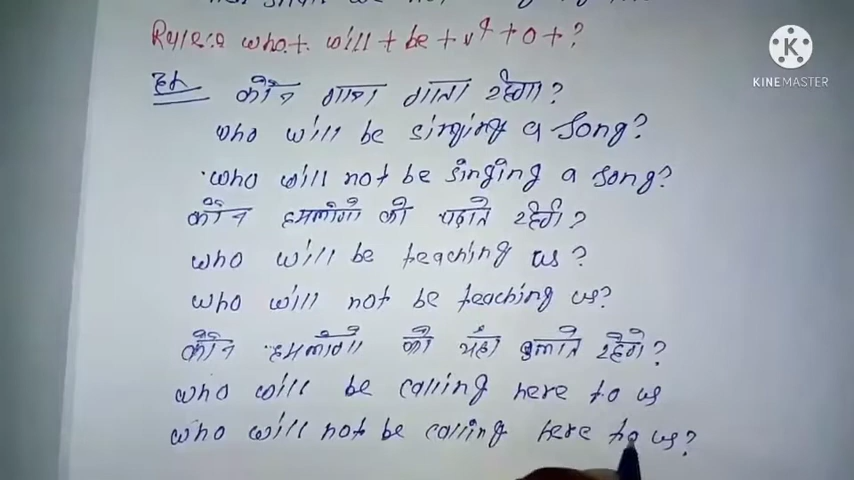 Rule:a who+ will + be + v4 + o + ?
KINEMASTER
Ex कौन गाना गाता रहेगा?
who will be singing a song?
who will not be singing a song?
कौन हमलोगों को पढ़ाते रहेंगे?
who will be teaching us?
who will not be teaching us?
कौन हमलोगों को यहाँ बुलाते रहेंगे?
who will be calling here to us
who will not be calling here to us?